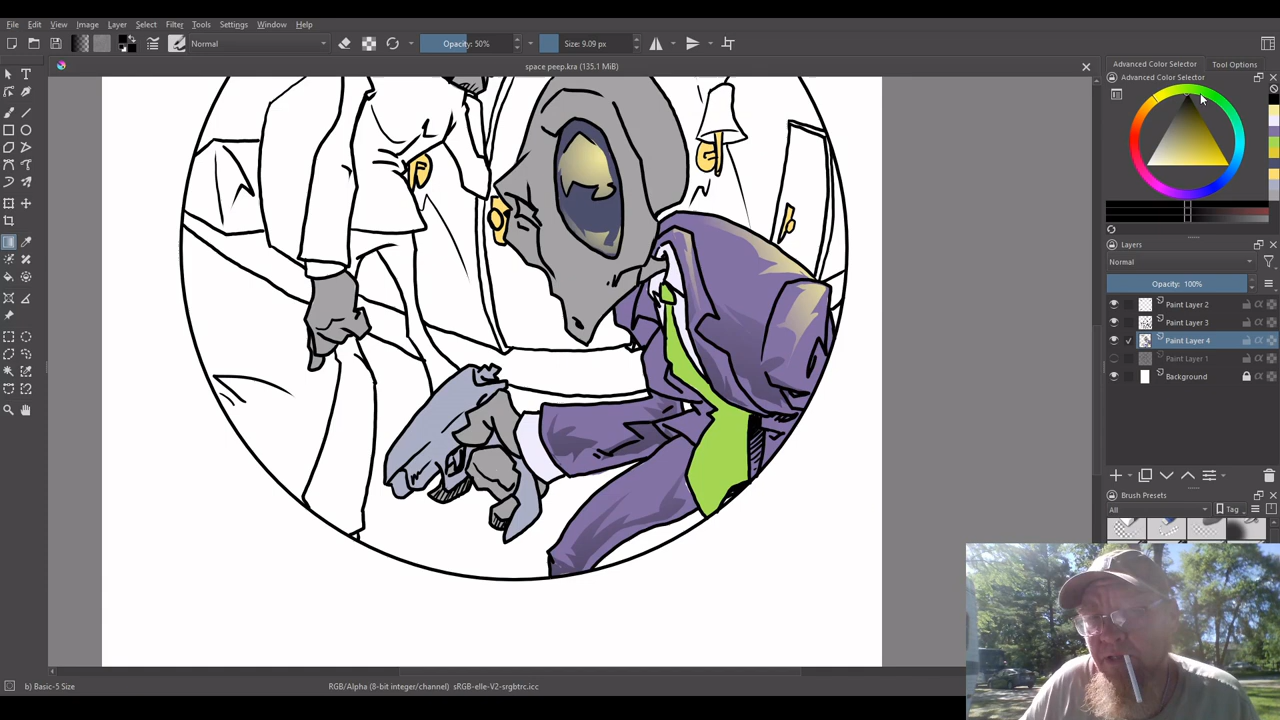 File Edit View Image Layer Select Filter Tools Settings Window Help
Normal Opacity: 50% Size: 9.09 px
space peep.kra (135.1 MiB)
Advanced Color Selector Tool Options
Advanced Color Selector
Layers
Normal
Opacity: 100%
Paint Layer 2
Paint Layer 3
Paint Layer 4
Paint Layer 1
Background
Brush Presets
All Tag
b) Basic-5 Size RGB/Alpha (8-bit integer/channel) sRGB-elle-V2-srgbtrc.icc